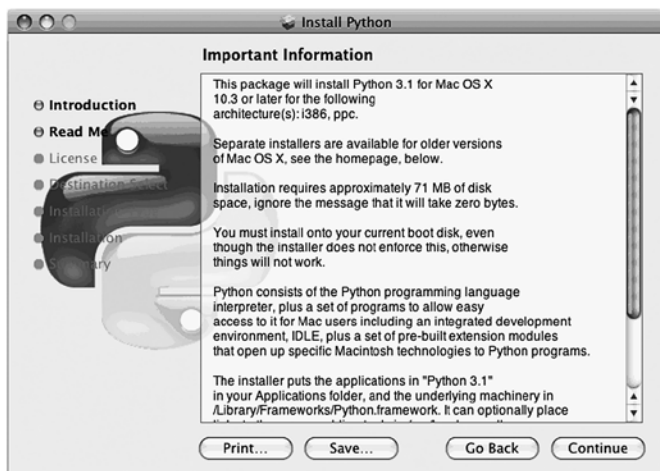 Install Python
Important Information
Introduction
Read Me
License
Destination Select
Installation
Installation
Summary
This package will install Python 3.1 for Mac OS X
10.3 or later for the following
architecture(s): i386, ppc.
Separate installers are available for older versions
of Mac OS X, see the homepage, below.
Installation requires approximately 71 MB of disk
space, ignore the message that it will take zero bytes.
You must install onto your current boot disk, even
though the installer does not enforce this, otherwise
things will not work.
Python consists of the Python programming language
interpreter, plus a set of programs to allow easy
access to it for Mac users including an integrated development
environment, IDLE, plus a set of pre-built extension modules
that open up specific Macintosh technologies to Python programs.
The installer puts the applications in "Python 3.1"
in your Applications folder, and the underlying machinery in
/Library/Frameworks/Python.framework. It can optionally place
Print...
Save...
Go Back
Continue